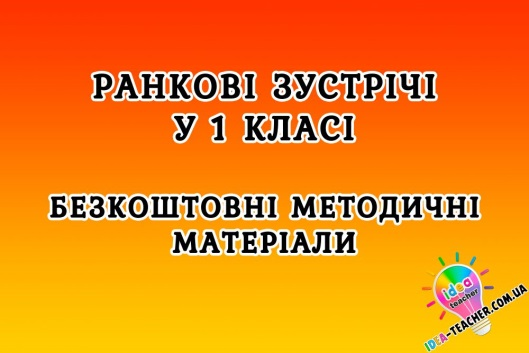 РАНКОВІ ЗУСТРІЧІ
У 1 КЛАСІ
БЕЗКОШТОВНІ МЕТОДИЧНІ
МАТЕРІАЛИ
idea
teacher
IDEA-TEACHER.COM.UA